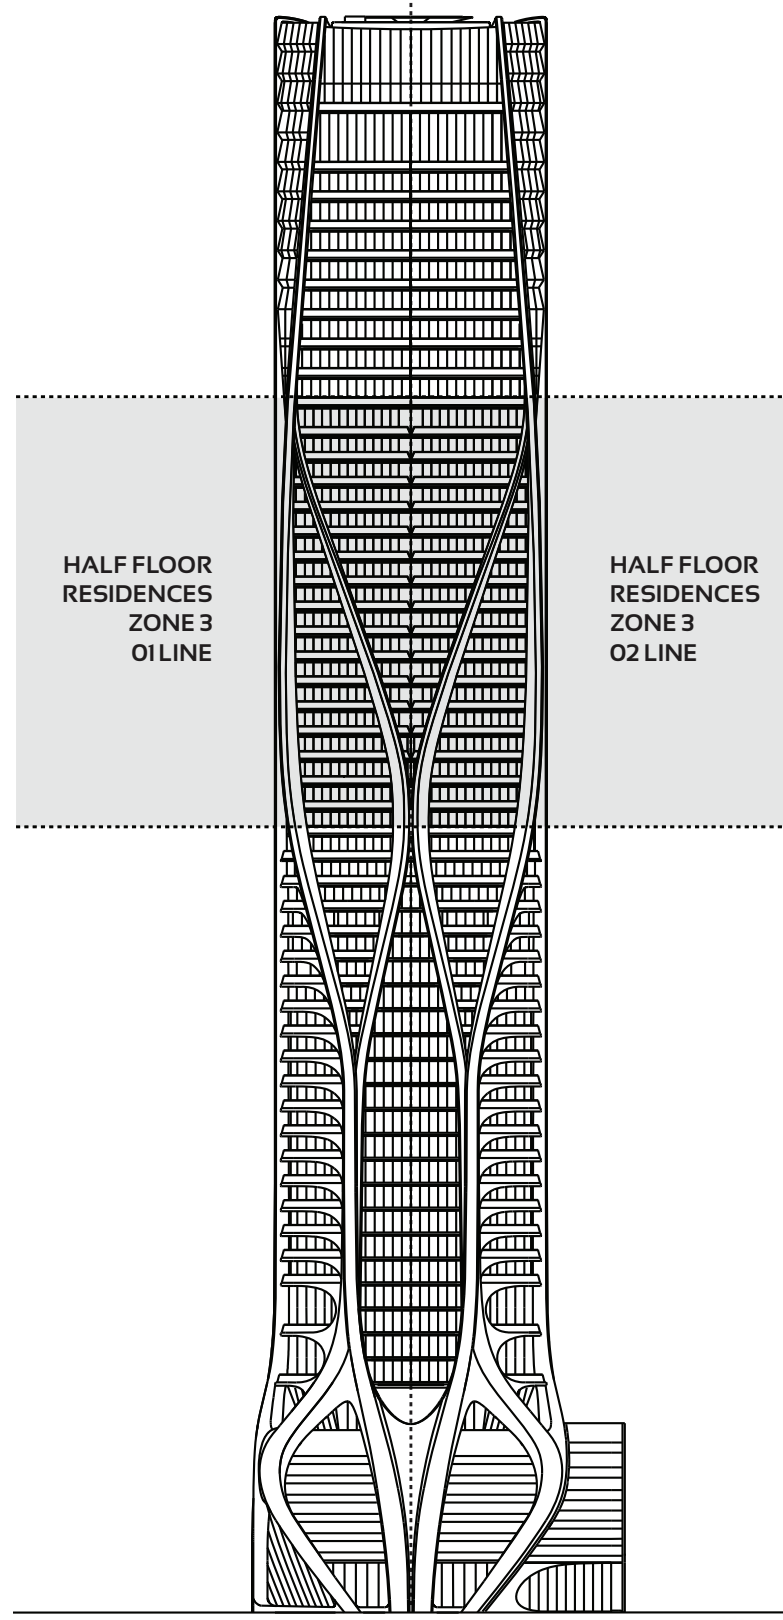 HALF FLOOR
RESIDENCES
ZONE 3
01 LINE
HALF FLOOR
RESIDENCES
ZONE 3
02 LINE